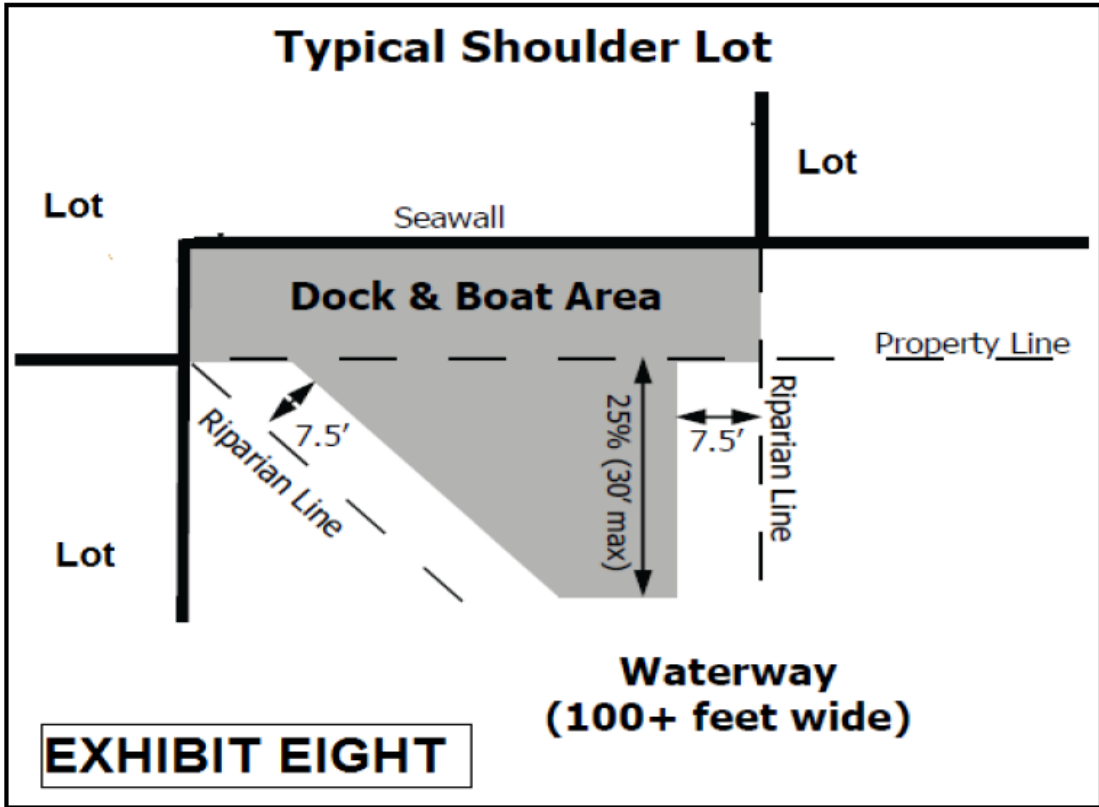 Typical Shoulder Lot
Lot
Lot
Seawall
Dock & Boat Area
Property Line
7.5'
Riparian Line
25% (30' max)
7.5'
Riparian Line
Lot
Waterway
(100+ feet wide)
EXHIBIT EIGHT